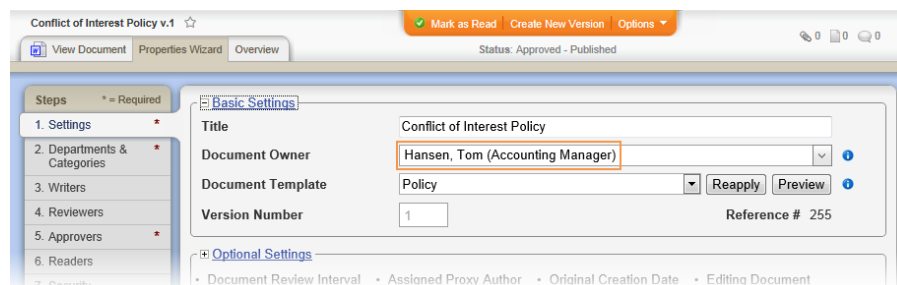 Conflict of Interest Policy v.1
Mark as Read Create New Version Options
0 0 0
View Document Properties Wizard Overview
Status: Approved - Published
Steps * = Required
Basic Settings
1. Settings *
Title Conflict of Interest Policy
2. Departments & Categories *
Document Owner Hansen, Tom (Accounting Manager)
3. Writers
Document Template Policy Reapply Preview
4. Reviewers
Version Number 1 Reference # 255
5. Approvers *
6. Readers
Optional Settings
7. Security
• Document Review Interval • Assigned Proxy Author • Original Creation Date • Editing Document